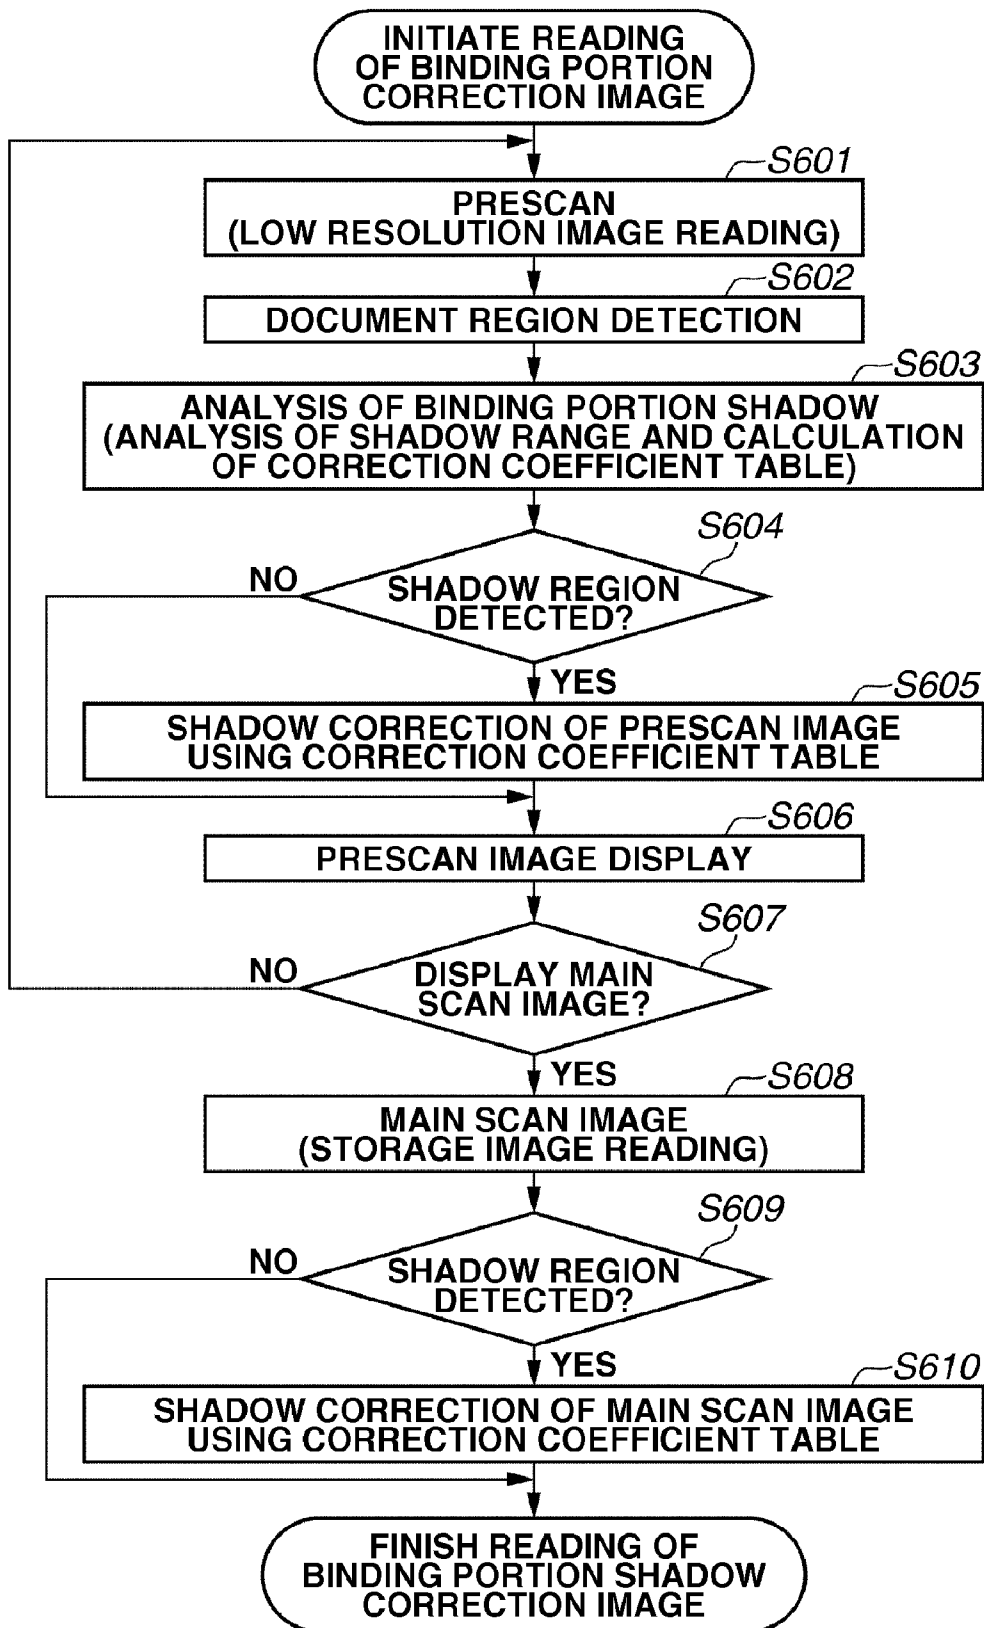 INITIATE READING
OF BINDING PORTION
CORRECTION IMAGE
S601
PRESCAN
(LOW RESOLUTION IMAGE READING)
S602
DOCUMENT REGION DETECTION
S603
ANALYSIS OF BINDING PORTION SHADOW
(ANALYSIS OF SHADOW RANGE AND CALCULATION
OF CORRECTION COEFFICIENT TABLE)
S604
NO
SHADOW REGION
DETECTED?
YES
S605
SHADOW CORRECTION OF PRESCAN IMAGE
USING CORRECTION COEFFICIENT TABLE
S606
PRESCAN IMAGE DISPLAY
S607
NO
DISPLAY MAIN
SCAN IMAGE?
YES
S608
MAIN SCAN IMAGE
(STORAGE IMAGE READING)
S609
NO
SHADOW REGION
DETECTED?
YES
S610
SHADOW CORRECTION OF MAIN SCAN IMAGE
USING CORRECTION COEFFICIENT TABLE
FINISH READING OF
BINDING PORTION SHADOW
CORRECTION IMAGE